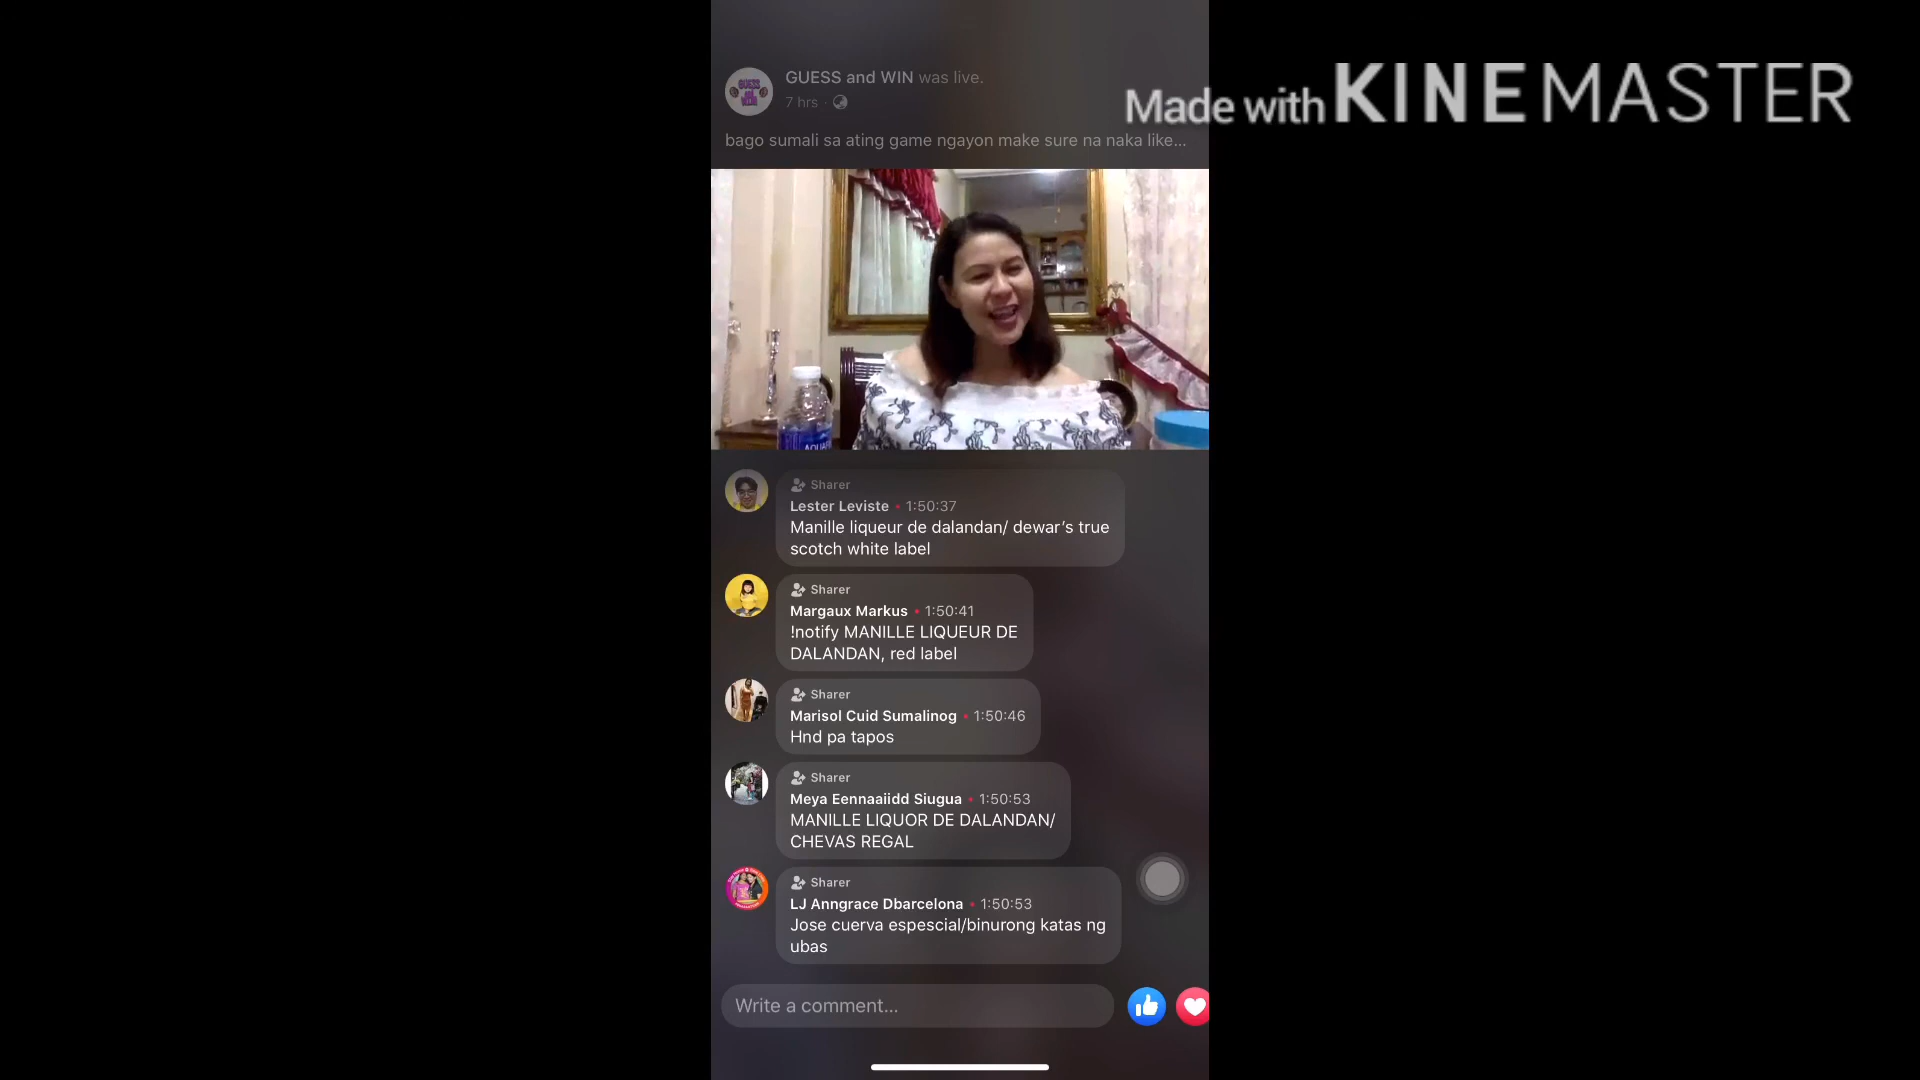 GUESS and WIN was live.
7 hrs ·
Made with KINEMASTER
bago sumali sa ating game ngayon make sure na naka like...
GUESS
WIN
Sharer
Lester Leviste • 1:50:37
Manille liqueur de dalandan/ dewar’s true
scotch white label
Sharer
Margaux Markus • 1:50:41
!notify MANILLE LIQUEUR DE
DALANDAN, red label
Sharer
Marisol Cuid Sumalinog • 1:50:46
Hnd pa tapos
Sharer
Meya Eennaaiidd Siugua • 1:50:53
MANILLE LIQUOR DE DALANDAN/
CHEVAS REGAL
Sharer
LJ Anngrace Dbarcelona • 1:50:53
Jose cuerva espescial/binurong katas ng
ubas
Write a comment...